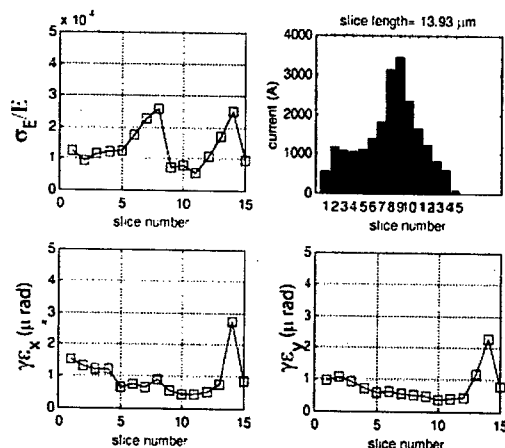 5 x 10⁻⁴
4
3
2
1
0
σE/E
0 5 10 15
slice number
slice length= 13.93 μm
4000
3000
2000
1000
0
current (A)
123456789101112131415
slice number
5
4
3
2
1
0
γεx (μ rad)
0 5 10 15
slice number
5
4
3
2
1
0
γεy (μ rad)
0 5 10 15
slice number